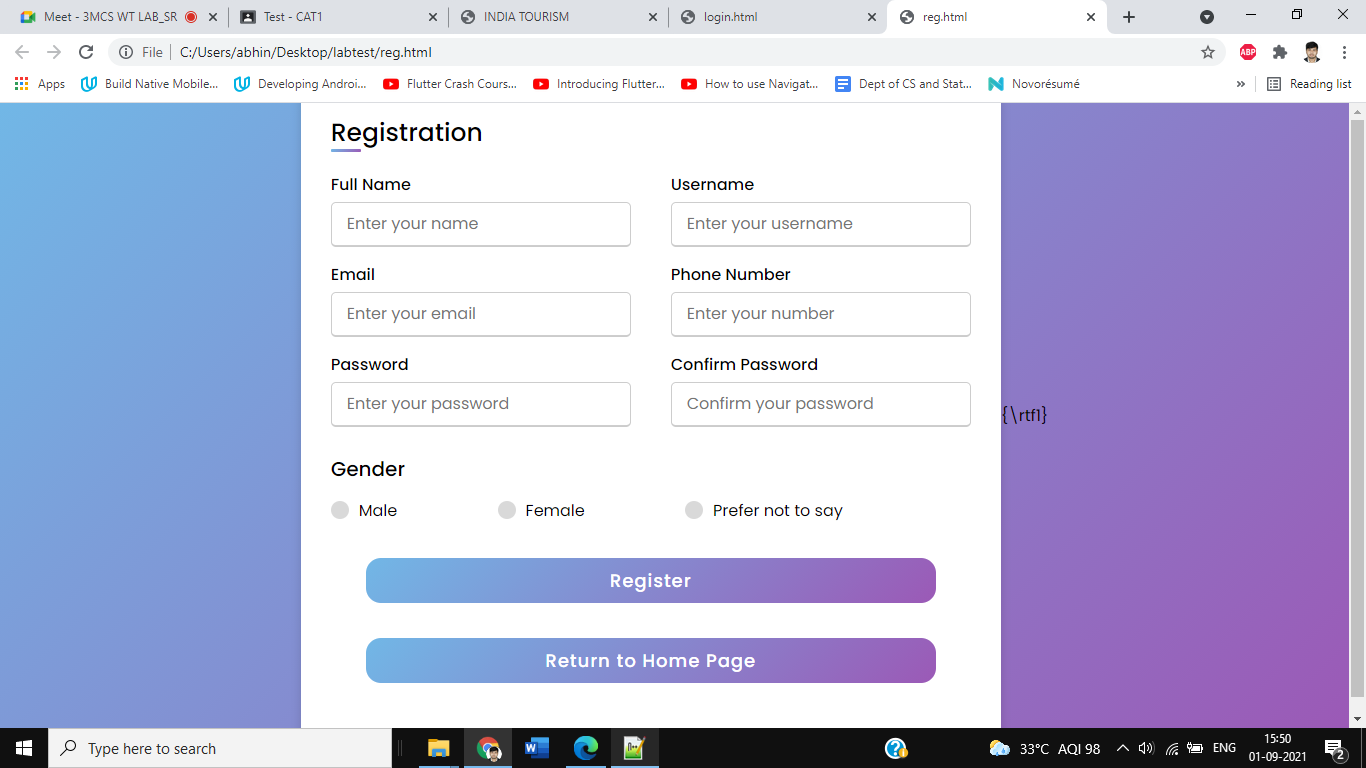 Meet - 3MCS WT LAB_SR
Test - CAT1
INDIA TOURISM
login.html
reg.html
File
C:/Users/abhin/Desktop/labtest/reg.html
ABP
Apps
Build Native Mobile...
Developing Androi...
Flutter Crash Cours...
Introducing Flutter...
How to use Navigat...
Dept of CS and Stat...
Novorésumé
»
Reading list
Registration
Full Name
Username
Enter your name
Enter your username
Email
Phone Number
Enter your email
Enter your number
Password
Confirm Password
Enter your password
Confirm your password
{\rtf1}
Gender
Male
Female
Prefer not to say
Register
Return to Home Page
Type here to search
33°C AQI 98
ENG
15:50
01-09-2021
2